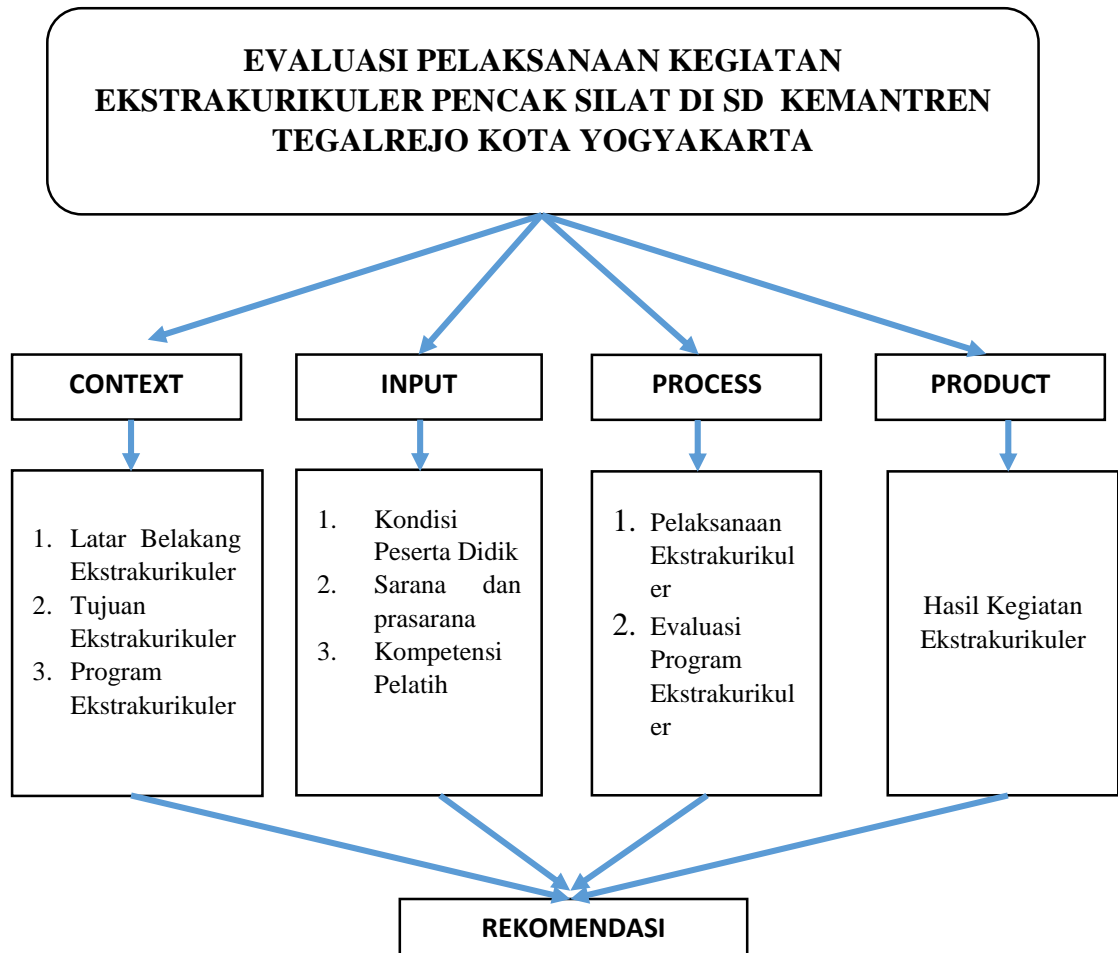 EVALUASI PELAKSANAAN KEGIATAN
EKSTRAKURIKULER PENCAK SILAT DI SD KEMANTREN
TEGALREJO KOTA YOGYAKARTA
CONTEXT
INPUT
PROCESS
PRODUCT
1. Latar Belakang
Ekstrakurikuler
2. Tujuan
Ekstrakurikuler
3. Program
Ekstrakurikuler
1. Kondisi
Peserta Didik
2. Sarana dan
prasarana
3. Kompetensi
Pelatih
1. Pelaksanaan
Ekstrakurikul
er
2. Evaluasi
Program
Ekstrakurikul
er
Hasil Kegiatan
Ekstrakurikuler
REKOMENDASI